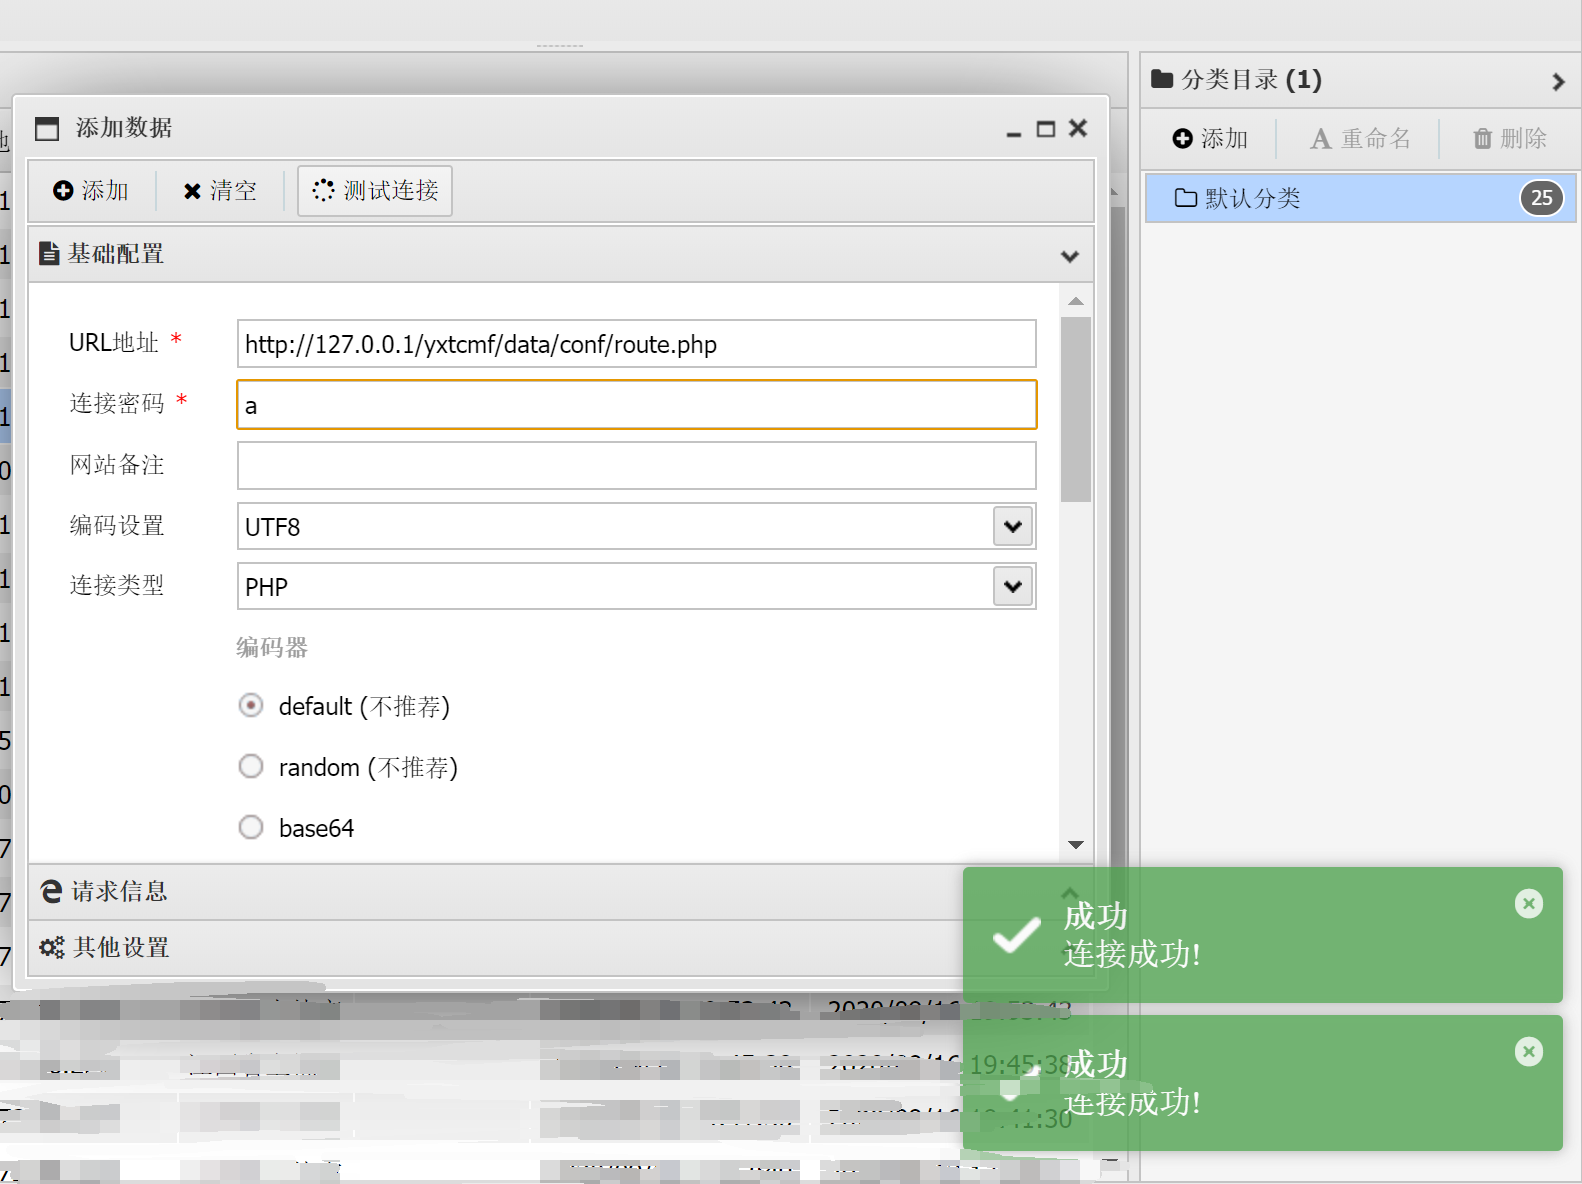 分类目录 (1)
添加数据
添加
重命名
删除
添加
清空
测试连接
默认分类
25
基础配置
URL地址 *
http://127.0.0.1/yxtcmf/data/conf/route.php
连接密码 *
a
网站备注
编码设置
UTF8
连接类型
PHP
编码器
default (不推荐)
random (不推荐)
base64
请求信息
其他设置
成功
连接成功!
19:45:38
成功
连接成功!